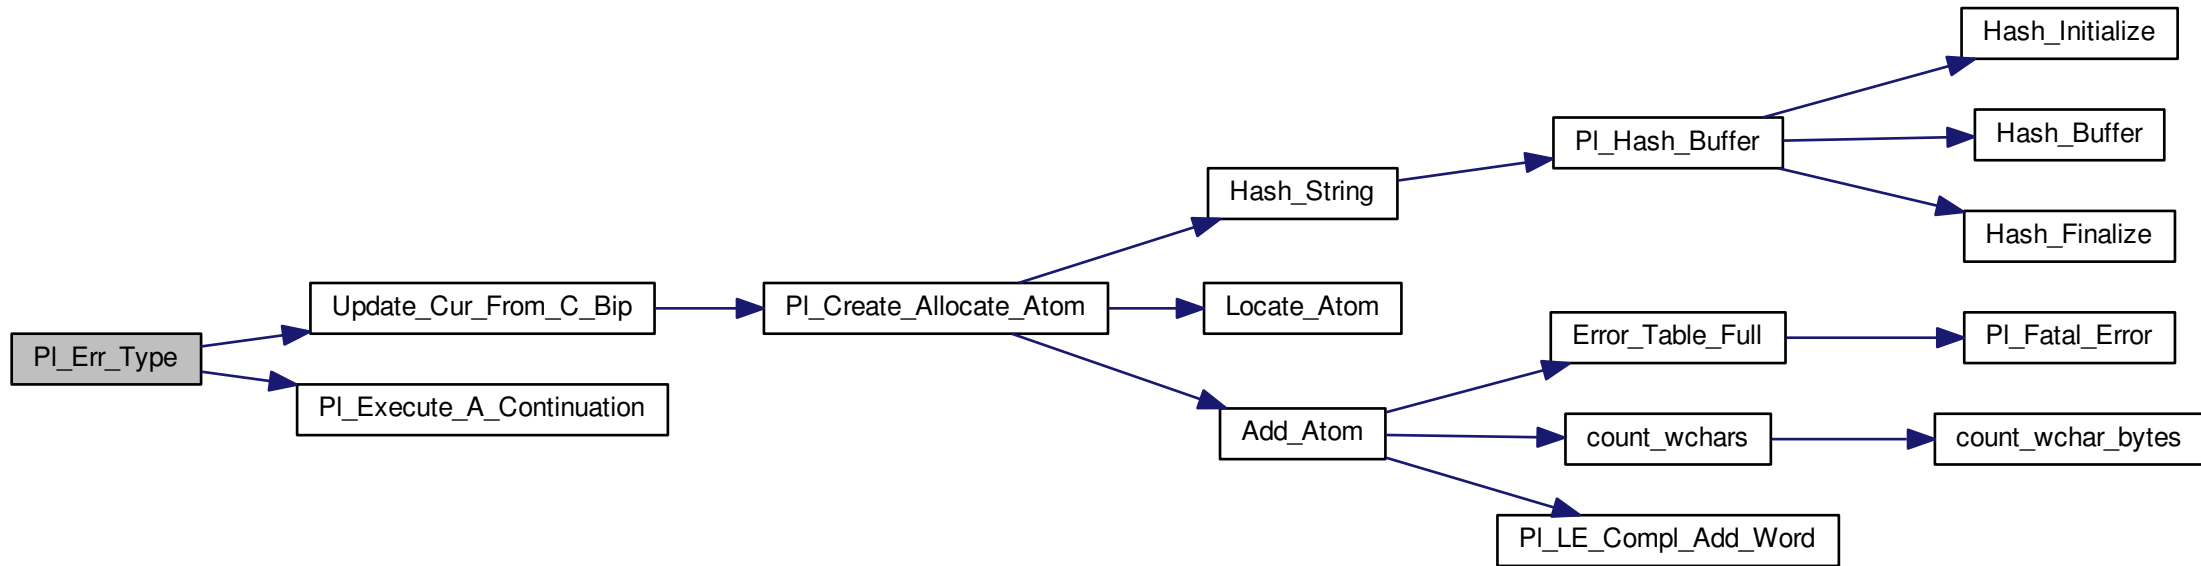 Pl_Err_Type
Update_Cur_From_C_Bip
Pl_Execute_A_Continuation
Pl_Create_Allocate_Atom
Hash_String
Locate_Atom
Add_Atom
Pl_Hash_Buffer
Error_Table_Full
count_wchars
Pl_LE_Compl_Add_Word
Hash_Initialize
Hash_Buffer
Hash_Finalize
Pl_Fatal_Error
count_wchar_bytes